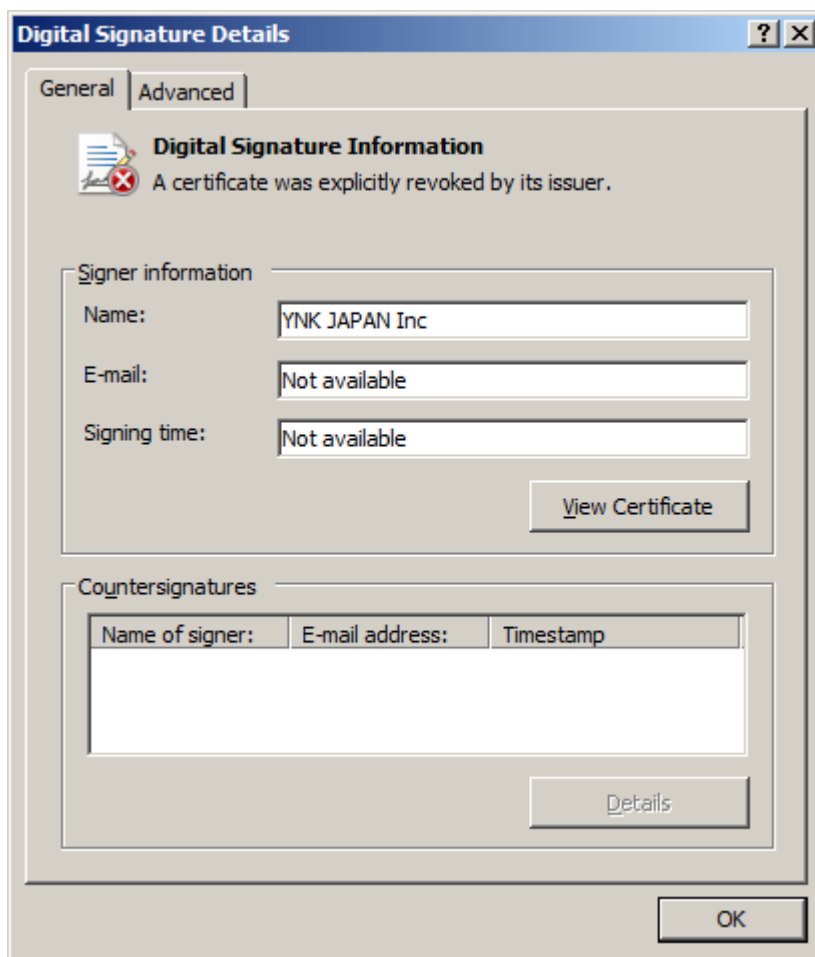 Digital Signature Details
General Advanced
Digital Signature Information
A certificate was explicitly revoked by its issuer.
Signer information
Name: YNK JAPAN Inc
E-mail: Not available
Signing time: Not available
View Certificate
Countersignatures
Name of signer: E-mail address: Timestamp
Details
OK